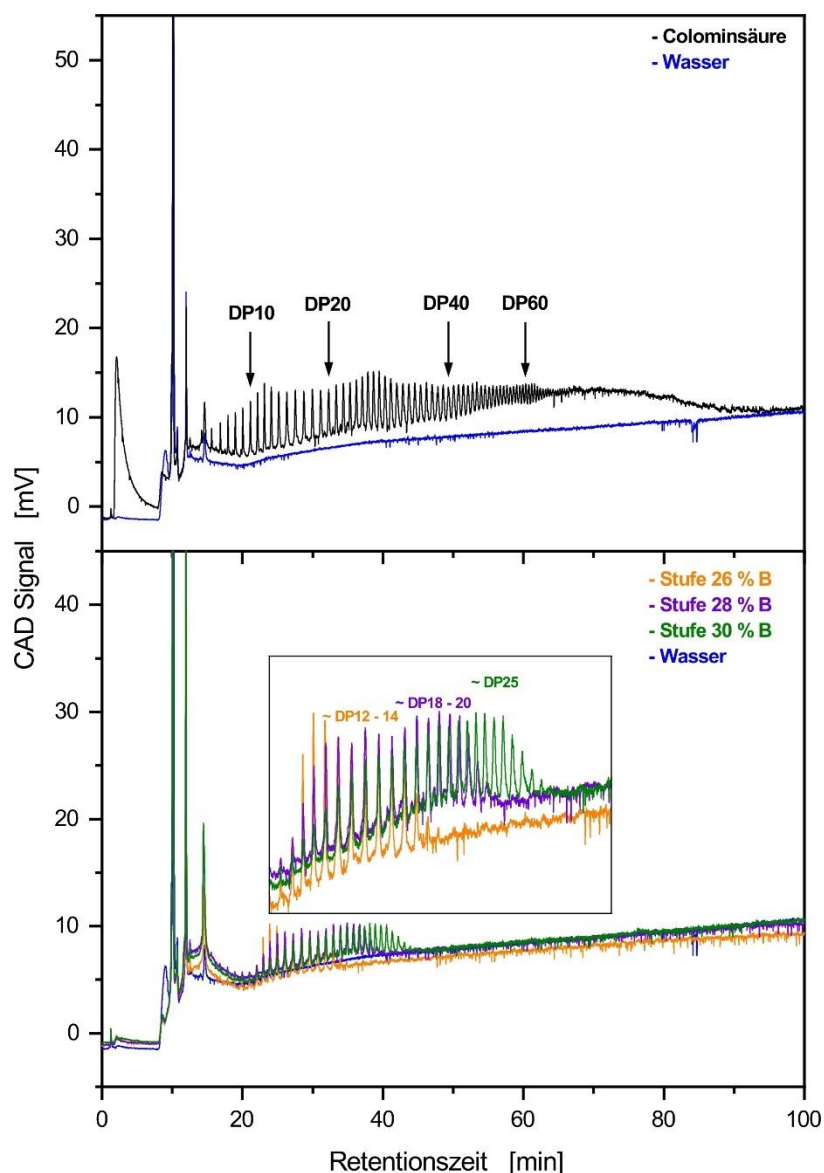 - Colominsäure
- Wasser
50
40
30
20
10
0
DP10
DP20
DP40
DP60
CAD Signal [mV]
- Stufe 26 % B
- Stufe 28 % B
- Stufe 30 % B
- Wasser
40
30
20
10
0
~ DP12 - 14
~ DP18 - 20
~ DP25
0 20 40 60 80 100
Retentionszeit [min]